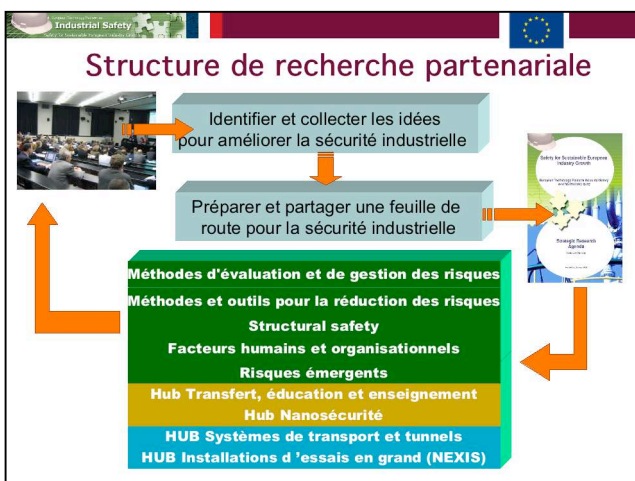 Industrial Safety
Structure de recherche partenariale
Identifier et collecter les idées
pour améliorer la sécurité industrielle
Préparer et partager une feuille de
route pour la sécurité industrielle
Safety for Sustainable European
Industry Growth
Strategic Research
Agenda
Méthodes d'évaluation et de gestion des risques
Méthodes et outils pour la réduction des risques
Structural safety
Facteurs humains et organisationnels
Risques émergents
Hub Transfert, éducation et enseignement
Hub Nanosécurité
HUB Systèmes de transport et tunnels
HUB Installations d 'essais en grand (NEXIS)